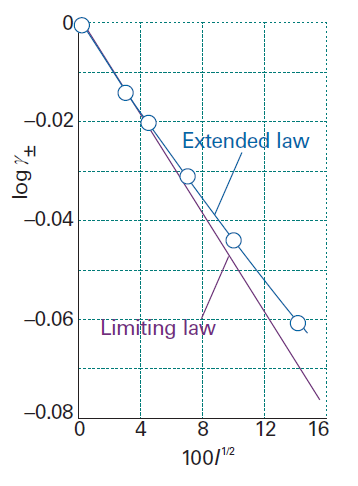 0
−0.02
Extended law
log γ±
−0.04
−0.06
Limiting law
−0.08
0 4 8 12 16
100I^1/2